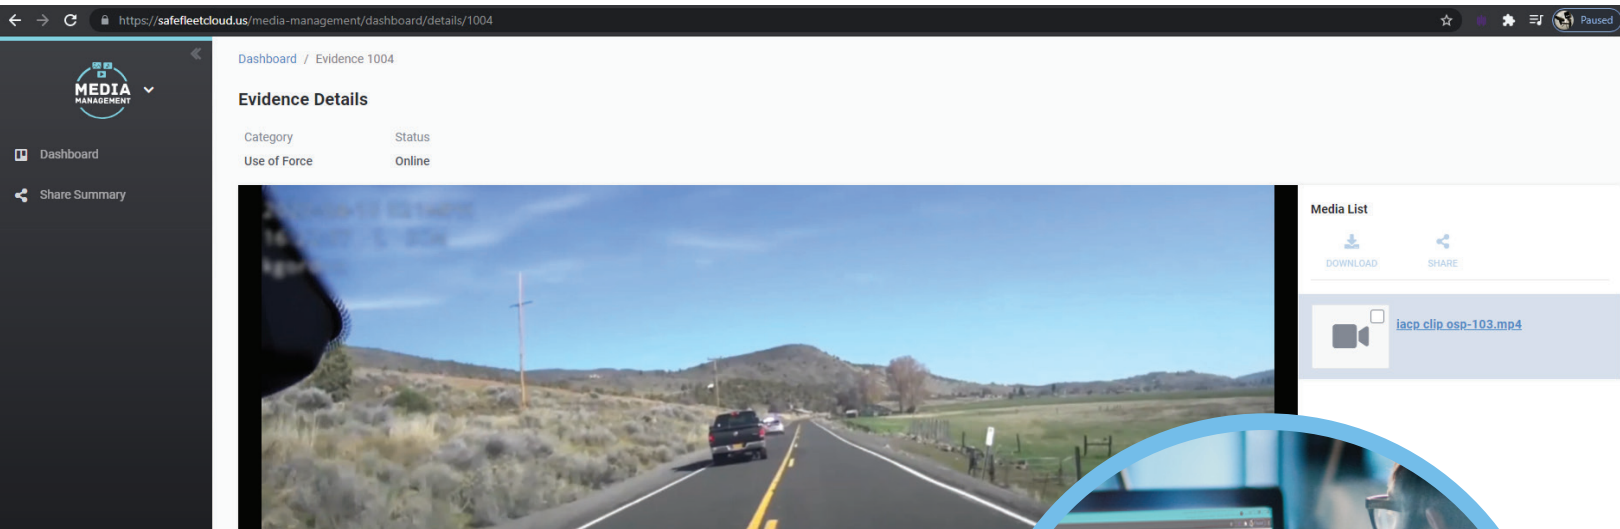 https://safefleetcloud.us/media-management/dashboard/details/1004
Paused
MEDIA
MANAGEMENT
Dashboard
Share Summary
Dashboard / Evidence 1004
Evidence Details
Category Status
Use of Force Online
Media List
DOWNLOAD SHARE
iacp clip osp-103.mp4